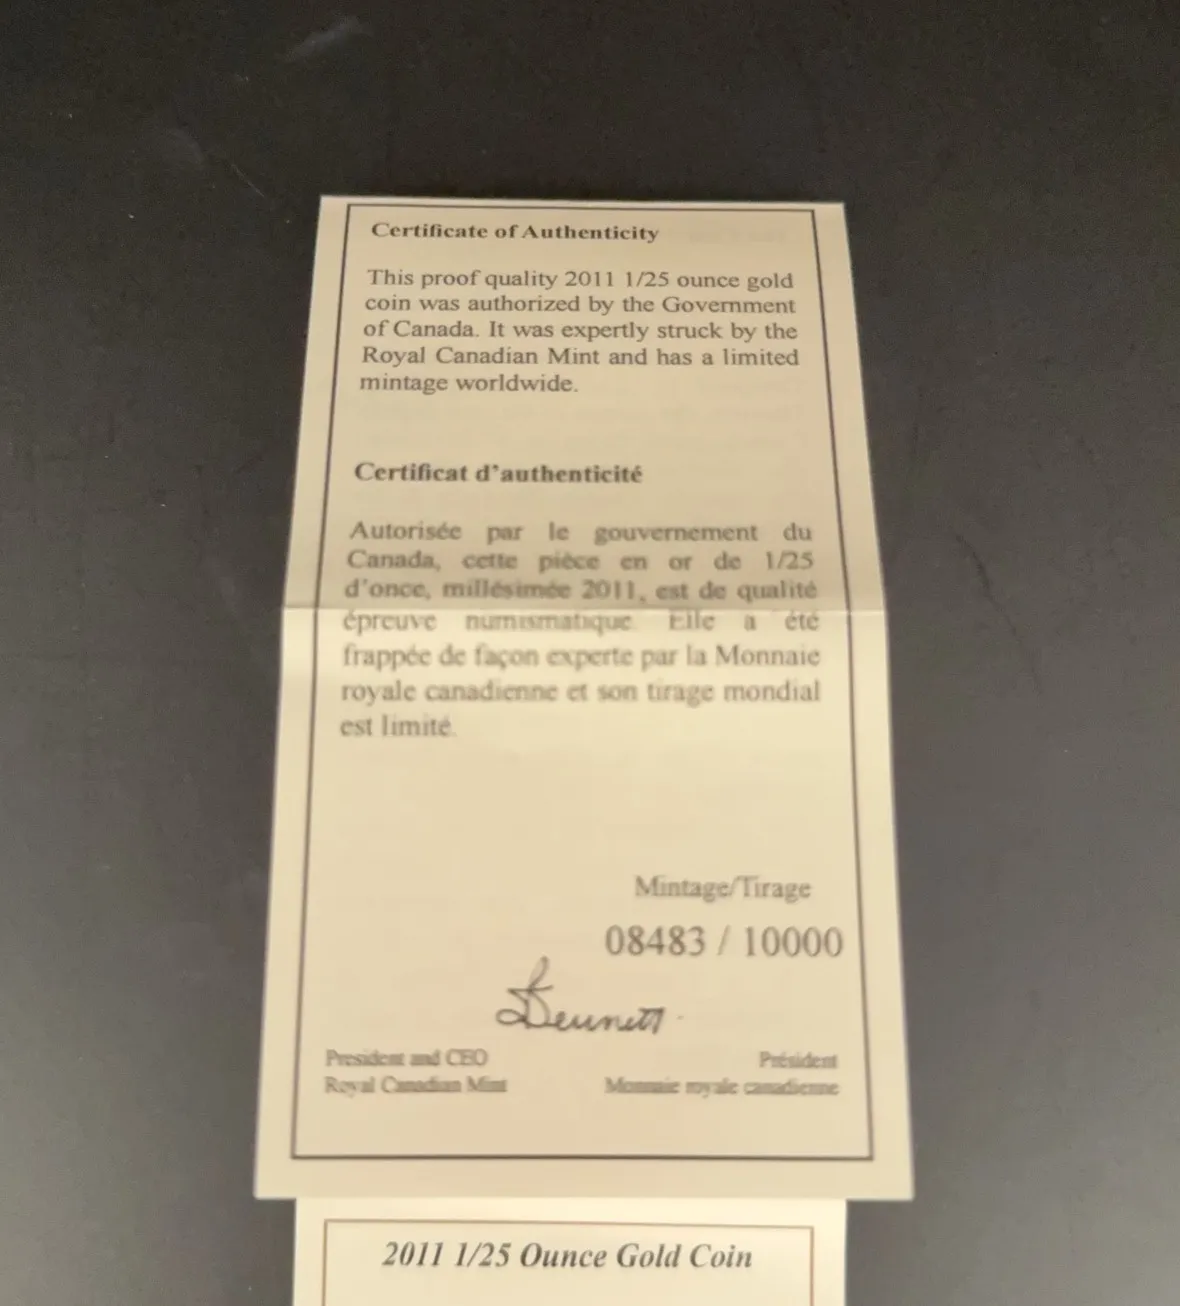 Certificate of Authenticity
This proof quality 2011 1/25 ounce gold
coin was authorized by the Government
of Canada. It was expertly struck by the
Royal Canadian Mint and has a limited
mintage worldwide.
Certificat d'authenticité
Autorisée par le gouvernement du
Canada, cette pièce en or de 1/25
d'once, millésimée 2011, est de qualité
épreuve numismatique. Elle a été
frappée de façon experte par la Monnaie
royale canadienne et son tirage mondial
est limité.
Mintage/Tirage
08483 / 10000
Bennett
President and CEO
Royal Canadian Mint
Président
Monnaie royale canadienne
2011 1/25 Ounce Gold Coin